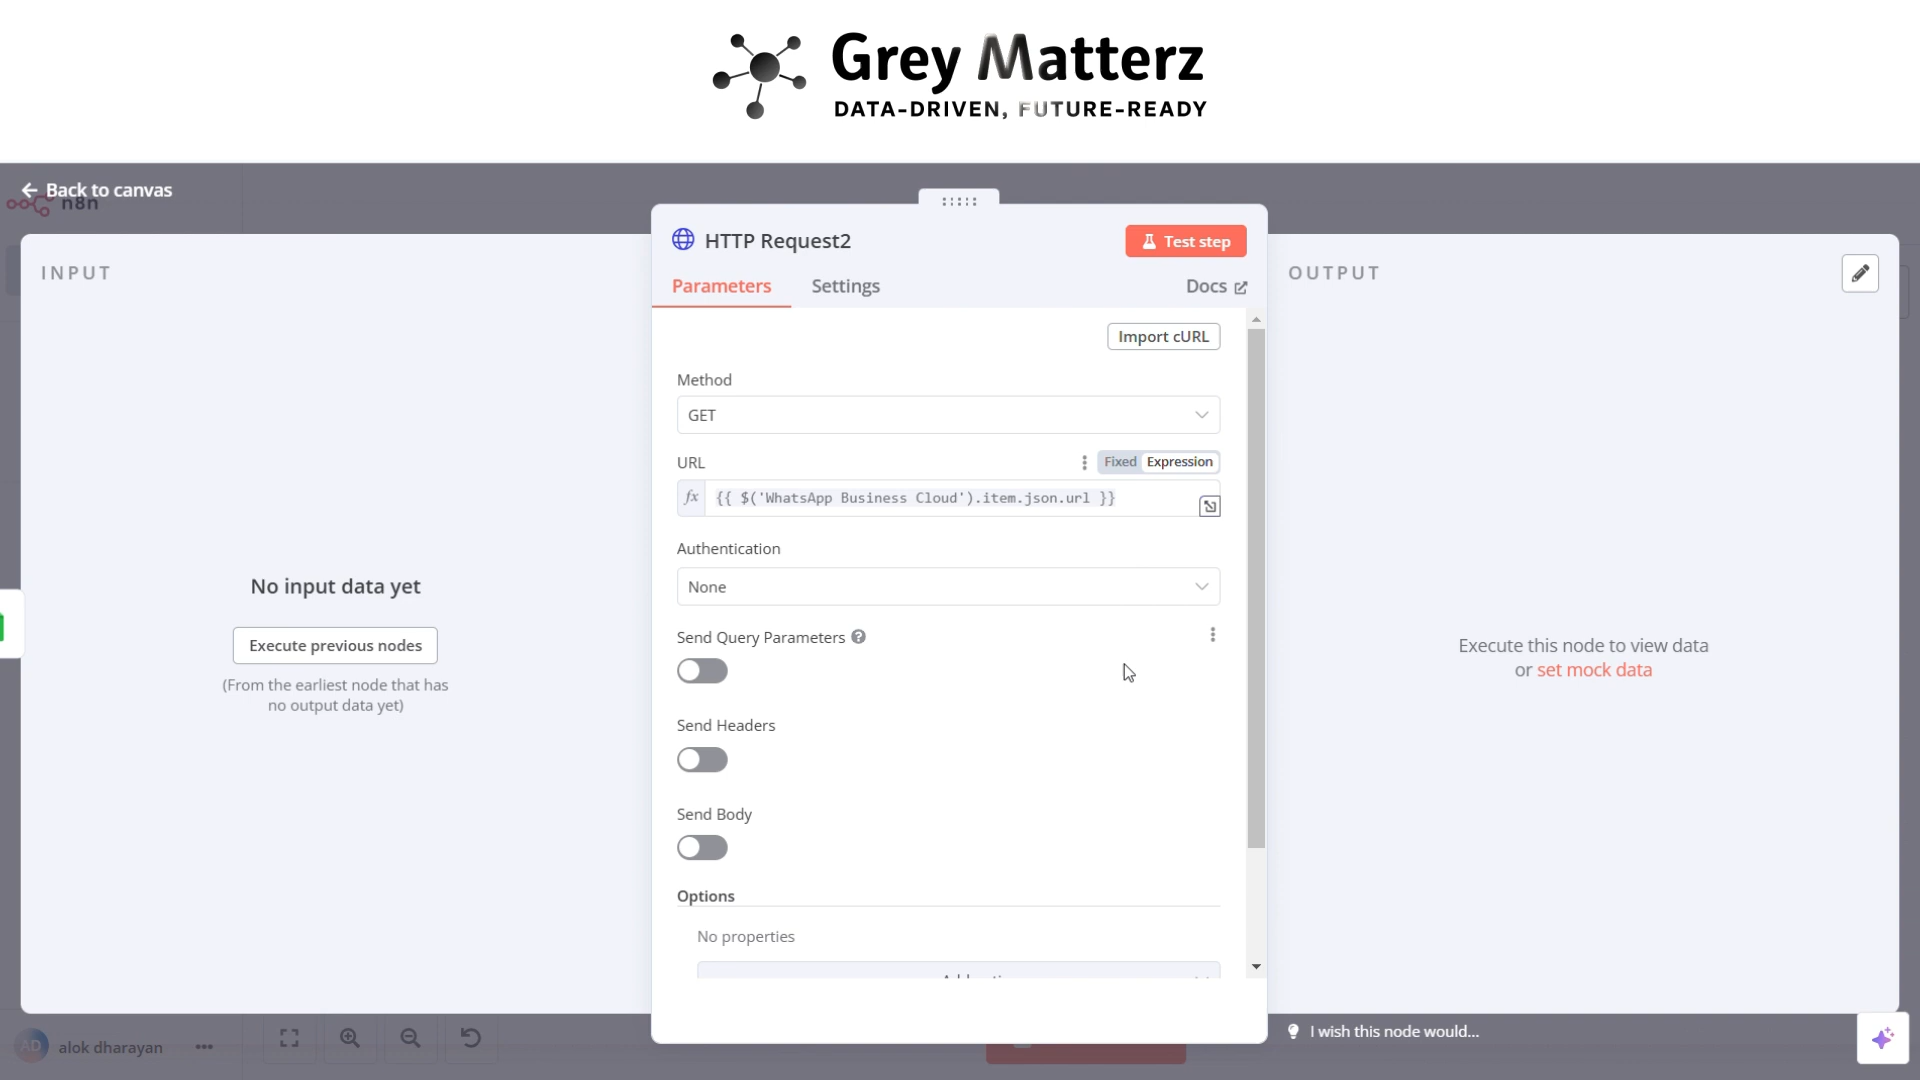 Grey Matterz
DATA-DRIVEN, FUTURE-READY
Back to canvas
n8n
HTTP Request2
Test step
INPUT
OUTPUT
Parameters
Settings
Docs
Import cURL
Method
GET
URL
Fixed
Expression
fx
{{ $('WhatsApp Business Cloud').item.json.url }}
Authentication
None
No input data yet
Execute previous nodes
(From the earliest node that has
no output data yet)
Send Query Parameters
Execute this node to view data
or set mock data
Send Headers
Send Body
Options
No properties
AD
alok dharayan
I wish this node would...